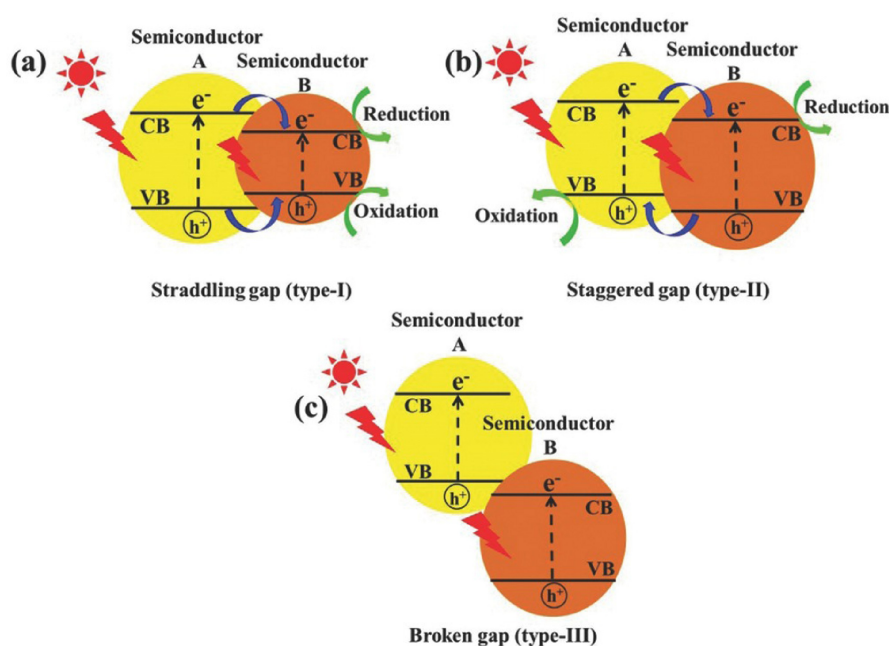 (a)
Semiconductor
A
Semiconductor
B
e-
e-
CB
CB
Reduction
VB
VB
h+
h+
Oxidation
Straddling gap (type-I)
(b)
Semiconductor
A
Semiconductor
B
e-
e-
CB
CB
Reduction
VB
VB
Oxidation
h+
h+
Staggered gap (type-II)
(c)
Semiconductor
A
e-
CB
Semiconductor
B
VB
h+
e-
CB
VB
h+
Broken gap (type-III)